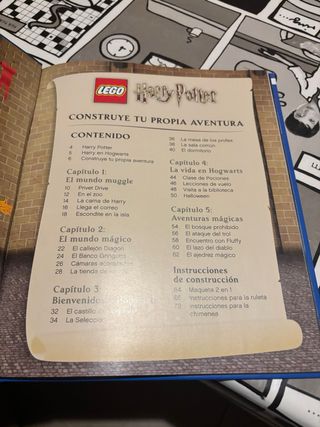 LEGO Harry Potter
CONSTRUYE TU PROPIA AVENTURA
CONTENIDO
4 Harry Potter
5 Harry en Hogwarts
6 Construye tu propia aventura
Capítulo 1:
El mundo muggle
10 Privet Drive
12 En el zoo
14 La cama de Harry
16 Llega el correo
18 Escondite en la isla
Capítulo 2:
El mundo mágico
22 El callejón Diagon
24 El Banco Gringotts
26 Cámaras acorazadas
28 La tienda de
Capítulo 3:
Bienvenidos
32 El castillo
34 La Selección
36 La mesa de los profes
38 La sala común
40 El dormitorio
Capítulo 4:
La vida en Hogwarts
44 Clase de Pociones
46 Lecciones de vuelo
48 Visita a la biblioteca
50 Halloween
Capítulo 5:
Aventuras mágicas
54 El bosque prohibido
56 El ataque del trol
58 Encuentro con Fluffy
60 El lazo del diablo
62 El ajedrez mágico
Instrucciones
de construcción
64 Maqueta 2 en 1
Instrucciones para la ruleta
Instrucciones para la
chimenea